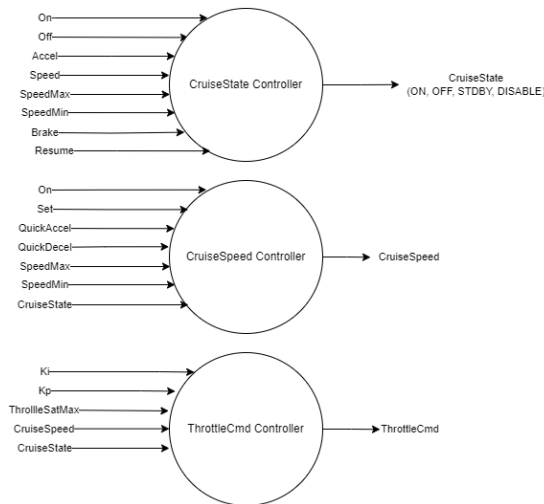 On
Off
Accel
Speed
SpeedMax
SpeedMin
Brake
Resume
CruiseState Controller
CruiseState
(ON, OFF, STDBY, DISABLE)
On
Set
QuickAccel
QuickDecel
SpeedMax
SpeedMin
CruiseState
CruiseSpeed Controller
CruiseSpeed
Ki
Kp
ThrollleSatMax
CruiseSpeed
CruiseState
ThrottleCmd Controller
ThrottleCmd